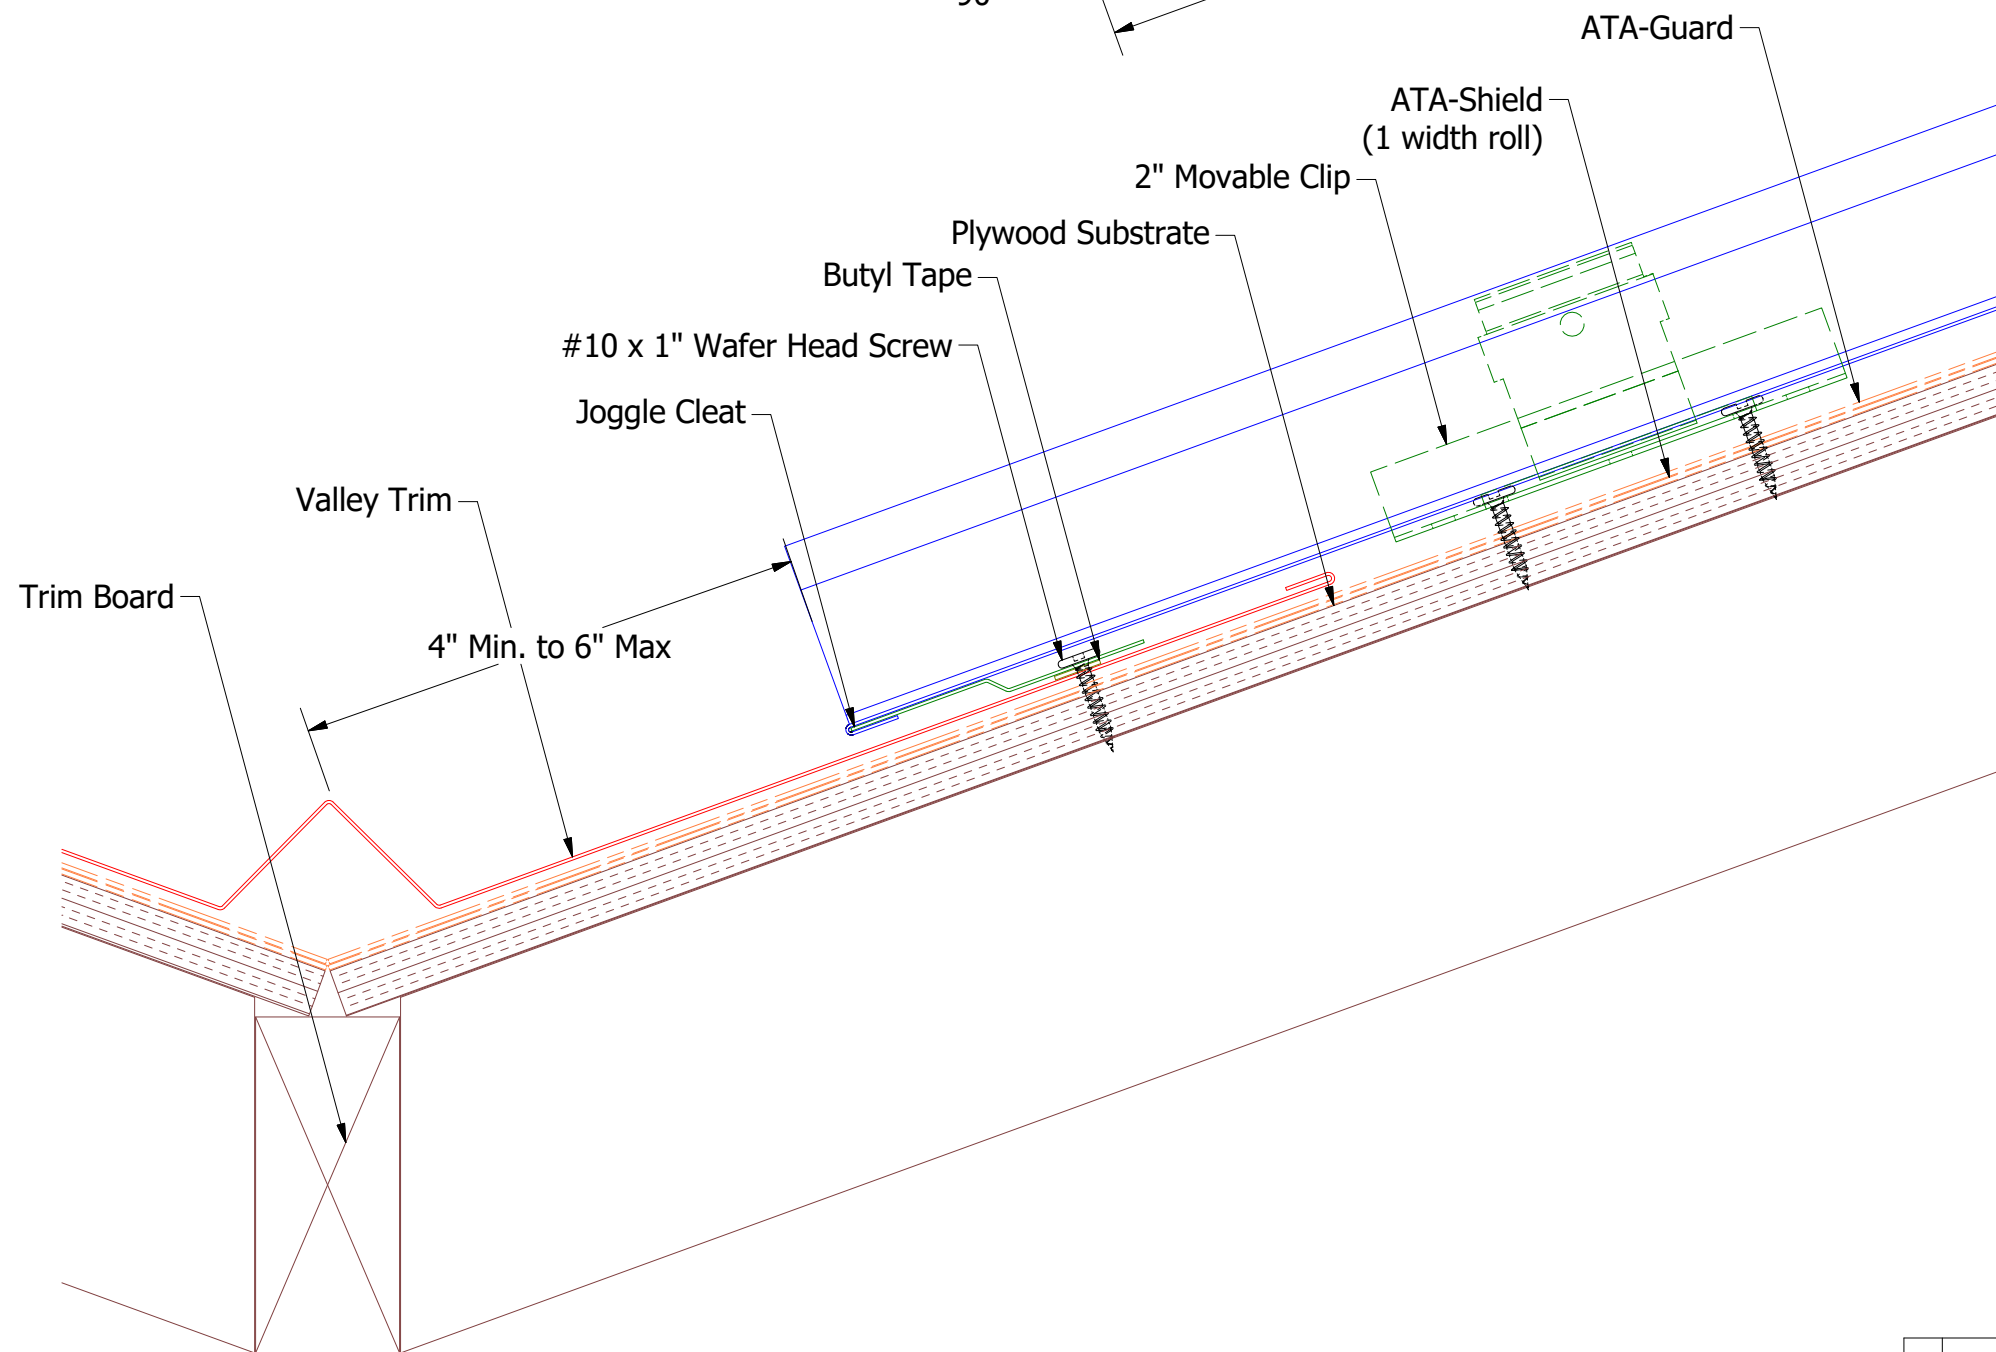 ATA-Guard
ATA-Shield
(1 width roll)
2" Movable Clip
Plywood Substrate
Butyl Tape
#10 x 1" Wafer Head Screw
Joggle Cleat
Valley Trim
Trim Board
4" Min. to 6" Max